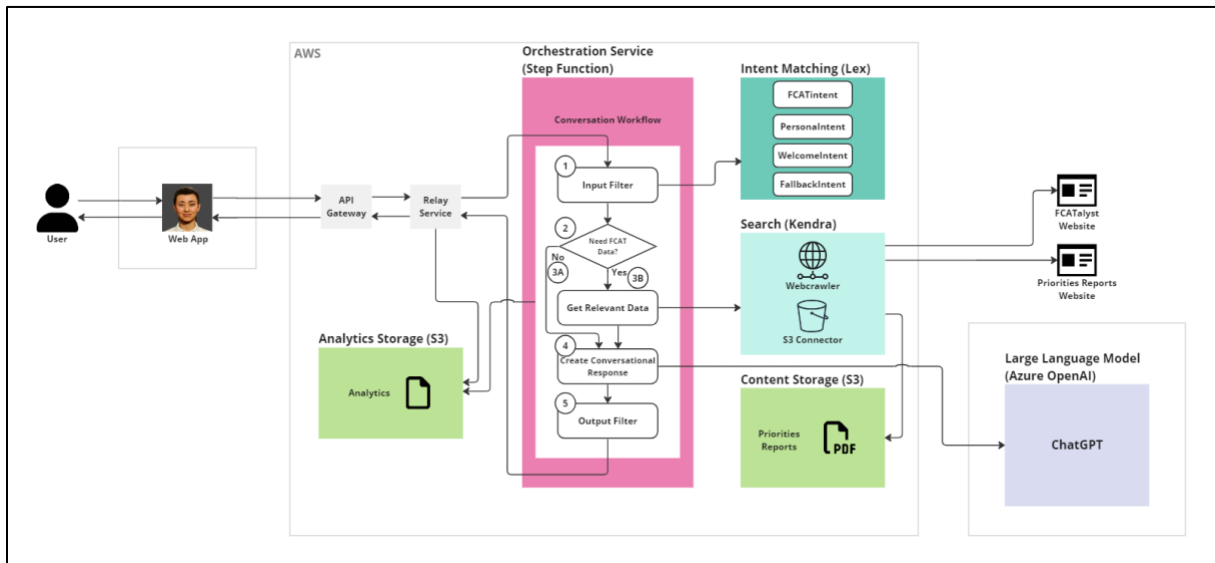 AWS
Orchestration Service
(Step Function)
Intent Matching (Lex)
FCATintent
PersonaIntent
WelcomeIntent
FallbackIntent
Conversation Workflow
1
Input Filter
2
Need FCAT
Data?
No
3A
Yes
3B
Get Relevant Data
4
Create Conversational
Response
5
Output Filter
User
Web App
API
Gateway
Relay
Service
Search (Kendra)
Webcrawler
S3 Connector
FCATalyst
Website
Priorities Reports
Website
Analytics Storage (S3)
Analytics
Content Storage (S3)
Priorities
Reports
PDF
Large Language Model
(Azure OpenAI)
ChatGPT